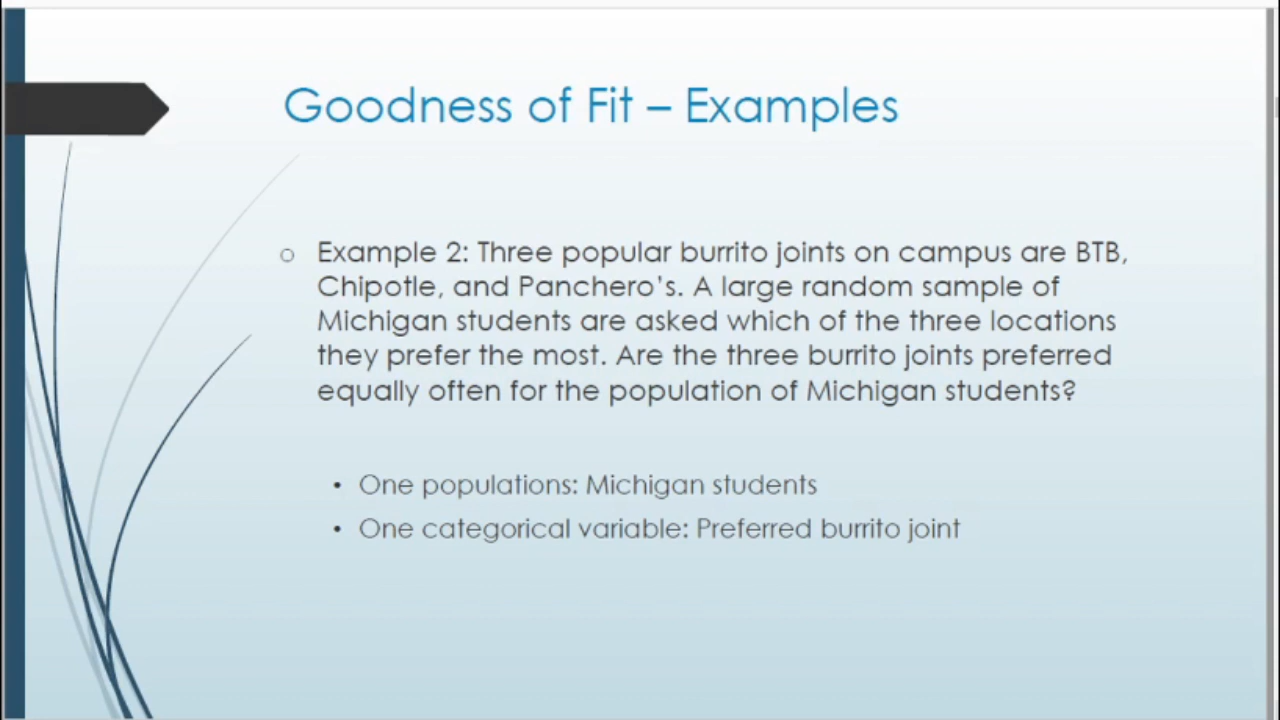 Goodness of Fit – Examples
Example 2: Three popular burrito joints on campus are BTB,
Chipotle, and Panchero's. A large random sample of
Michigan students are asked which of the three locations
they prefer the most. Are the three burrito joints preferred
equally often for the population of Michigan students?
• One populations: Michigan students
• One categorical variable: Preferred burrito joint